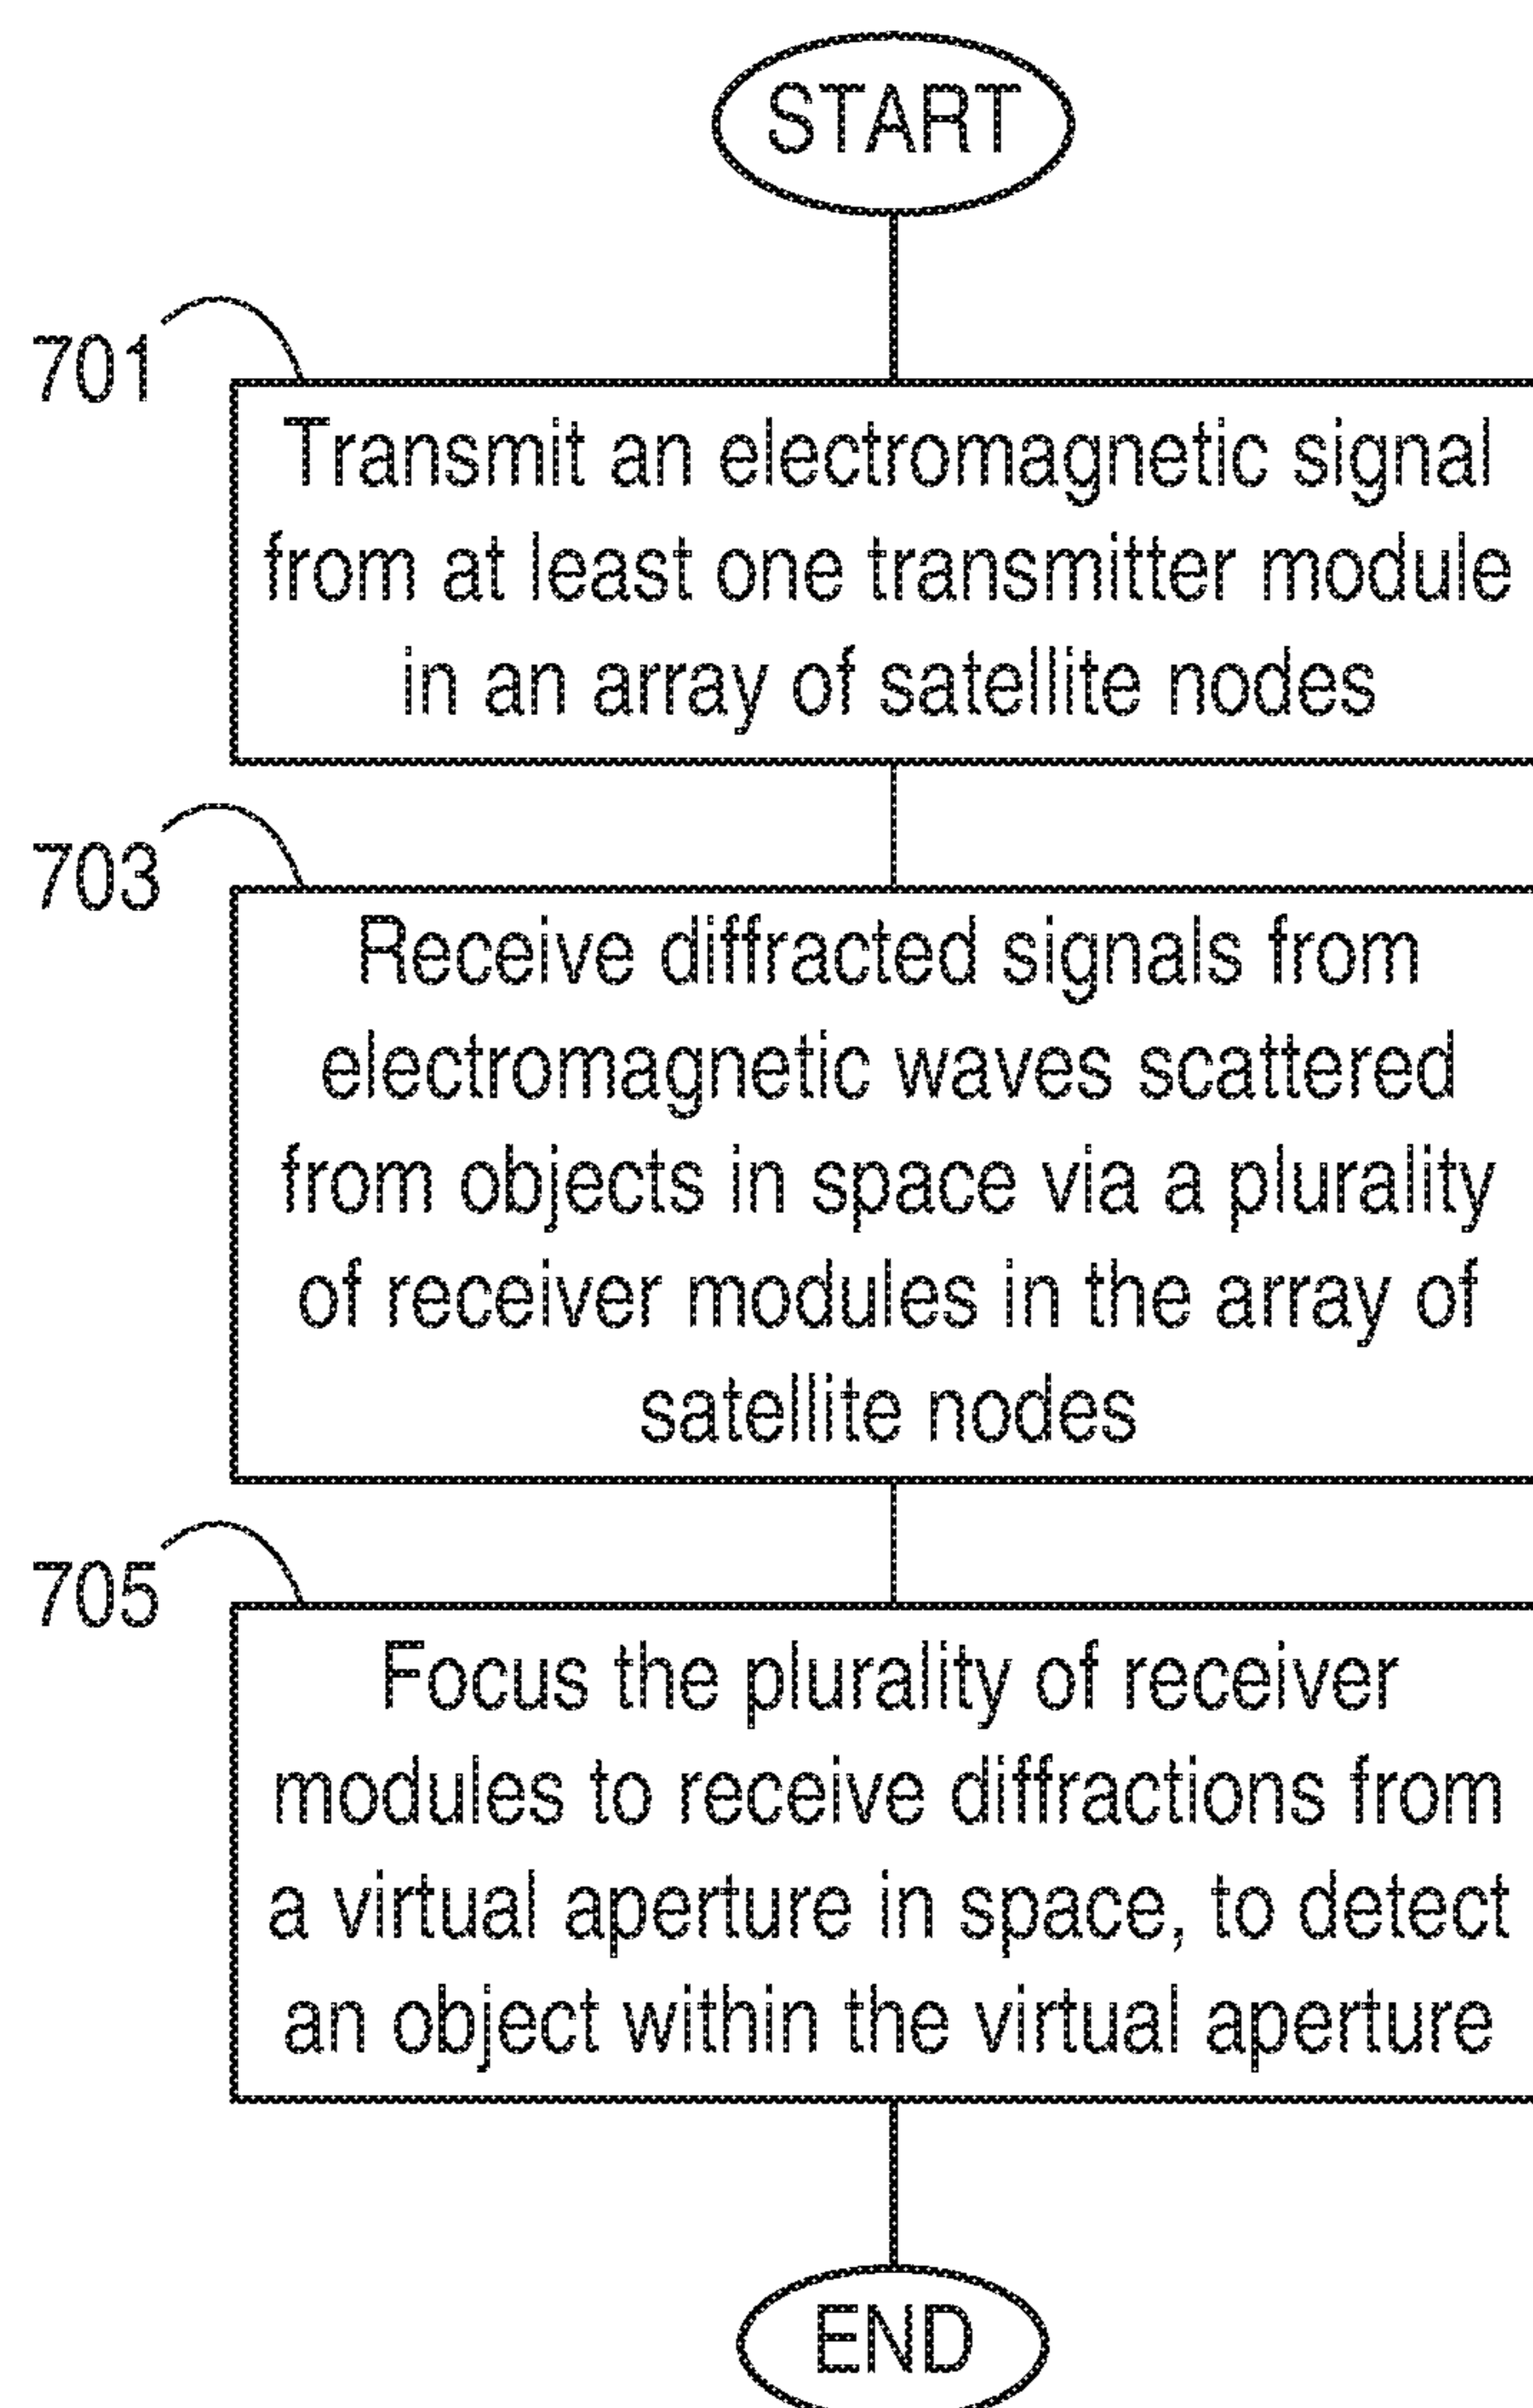 START
701
Transmit an electromagnetic signal
from at least one transmitter module
in an array of satellite nodes
703
Receive diffracted signals from
electromagnetic waves scattered
from objects in space via a plurality
of receiver modules in the array of
satellite nodes
705
Focus the plurality of receiver
modules to receive diffractions from
a virtual aperture in space, to detect
an object within the virtual aperture
END